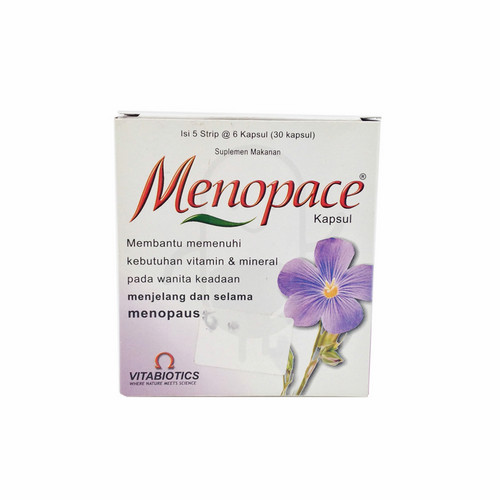 Isi 5 Strip @ 6 Kapsul (30 kapsul)
Suplemen Makanan
Menopace®
Kapsul
Membantu memenuhi
kebutuhan vitamin & mineral
pada wanita keadaan
menjelang dan selama
menopaus
VITABIOTICS
WHERE NATURE MEETS SCIENCE